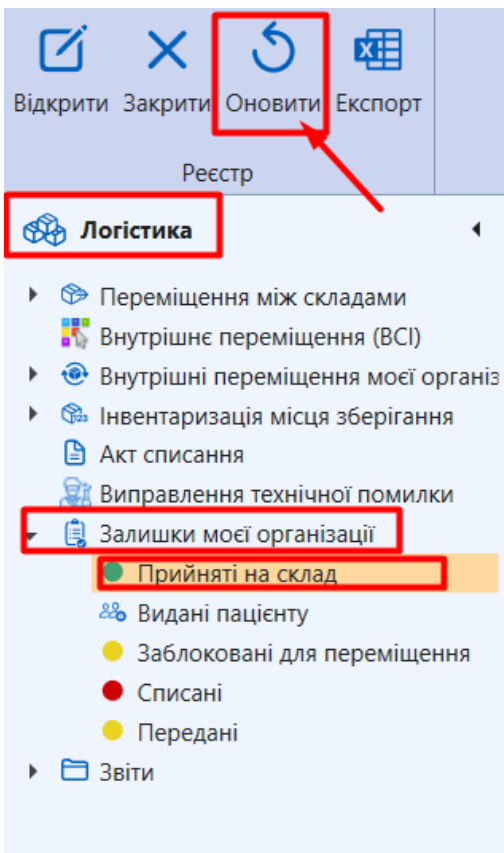 Відкрити Закрити Оновити Експорт
Реєстр
Логістика
Переміщення між складами
Внутрішнє переміщення (ВСІ)
Внутрішні переміщення моєї організ
Інвентаризація місця зберігання
Акт списання
Виправлення технічної помилки
Залишки моєї організації
Прийняті на склад
Видані пацієнту
Заблоковані для переміщення
Списані
Передані
Звіти